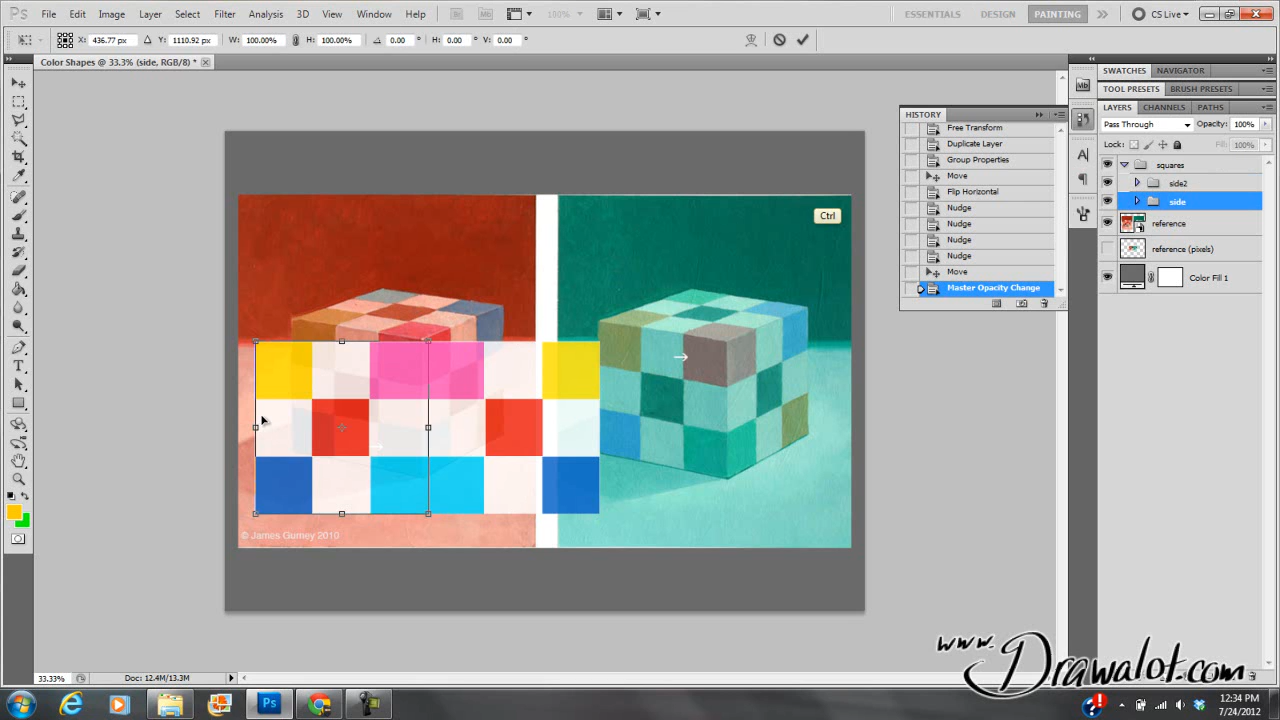 Ps File Edit Image Layer Select Filter Analysis 3D View Window Help Br Mb 100% ESSENTIALS DESIGN PAINTING CS Live
X: 436.77 px Y: 1110.92 px W: 100.00% H: 100.00% 0.00 ° H: 0.00 ° V: 0.00 °
Color Shapes @ 33.3% (side, RGB/8) *
SWATCHES NAVIGATOR
TOOL PRESETS BRUSH PRESETS
LAYERS CHANNELS PATHS
Pass Through Opacity: 100%
Lock: Fill: 100%
squares
side2
side
reference
reference (pixels)
Color Fill 1
HISTORY
Free Transform
Duplicate Layer
Group Properties
Move
Flip Horizontal
Nudge
Nudge
Nudge
Nudge
Move
Master Opacity Change
Ctrl
© James Gurney 2010
www.Drawalot.com
33.33% Doc: 12.4M/13.3M
Ps
12:34 PM
7/24/2012